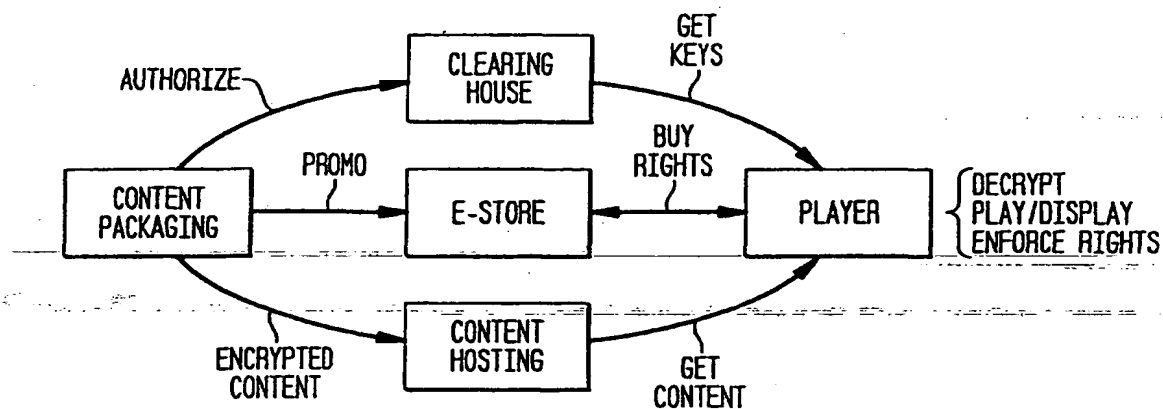 GET
KEYS
CLEARING
HOUSE
AUTHORIZE
PROMO
BUY
RIGHTS
CONTENT
PACKAGING
E-STORE
PLAYER
DECRYPT
PLAY/DISPLAY
ENFORCE RIGHTS
CONTENT
HOSTING
ENCRYPTED
CONTENT
GET
CONTENT